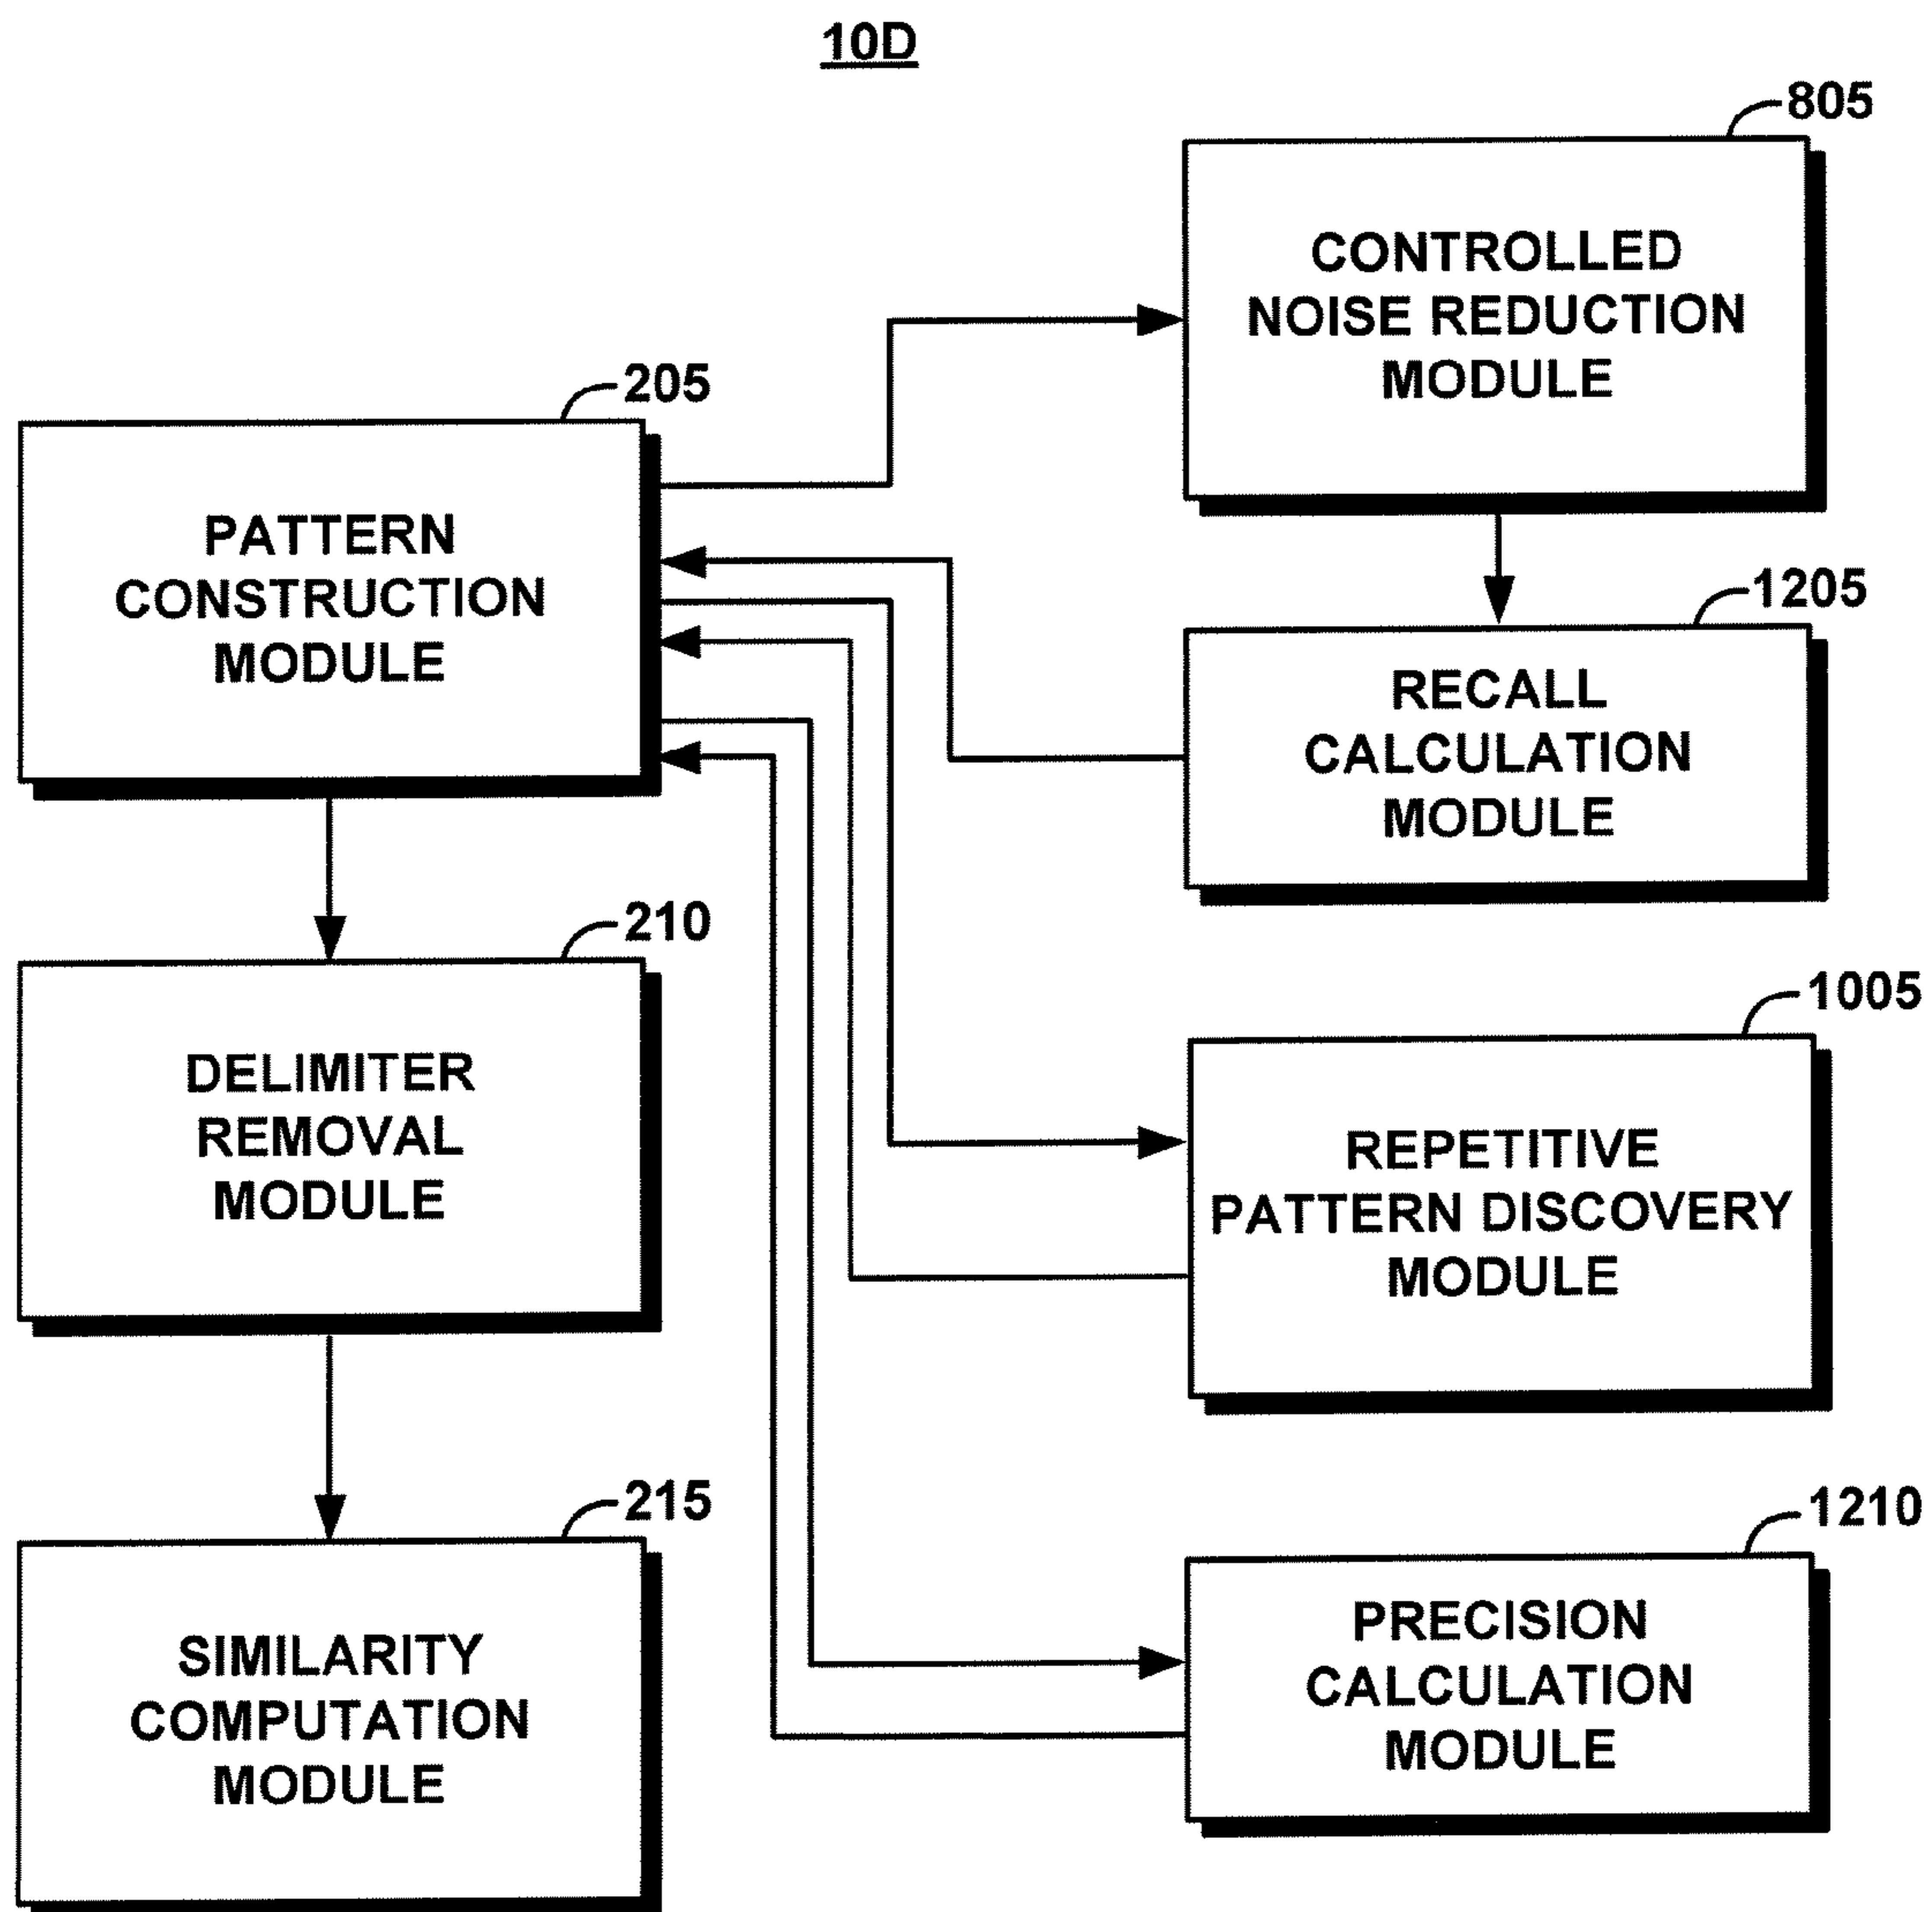 10D
805
CONTROLLED
NOISE REDUCTION
MODULE
205
PATTERN
CONSTRUCTION
MODULE
1205
RECALL
CALCULATION
MODULE
210
DELIMITER
REMOVAL
MODULE
1005
REPETITIVE
PATTERN DISCOVERY
MODULE
215
SIMILARITY
COMPUTATION
MODULE
1210
PRECISION
CALCULATION
MODULE